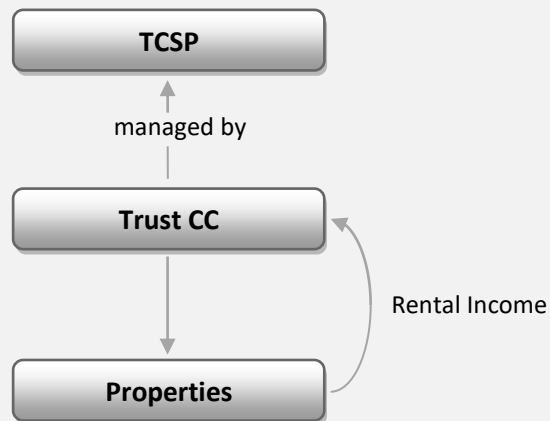 TCSP
managed by
Trust CC
Rental Income
Properties